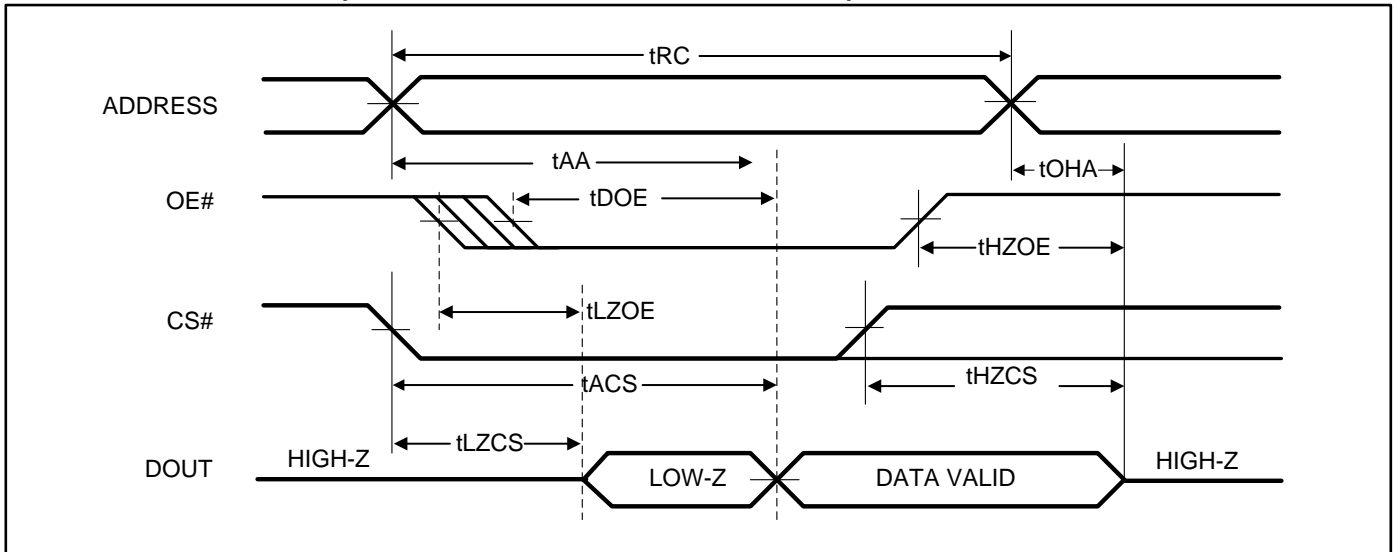 tRC
ADDRESS
tAA
tOHA
OE#
tDOE
tHZOE
tLZOE
CS#
tACS
tHZCS
tLZCS
HIGH-Z
DOUT
LOW-Z
DATA VALID
HIGH-Z